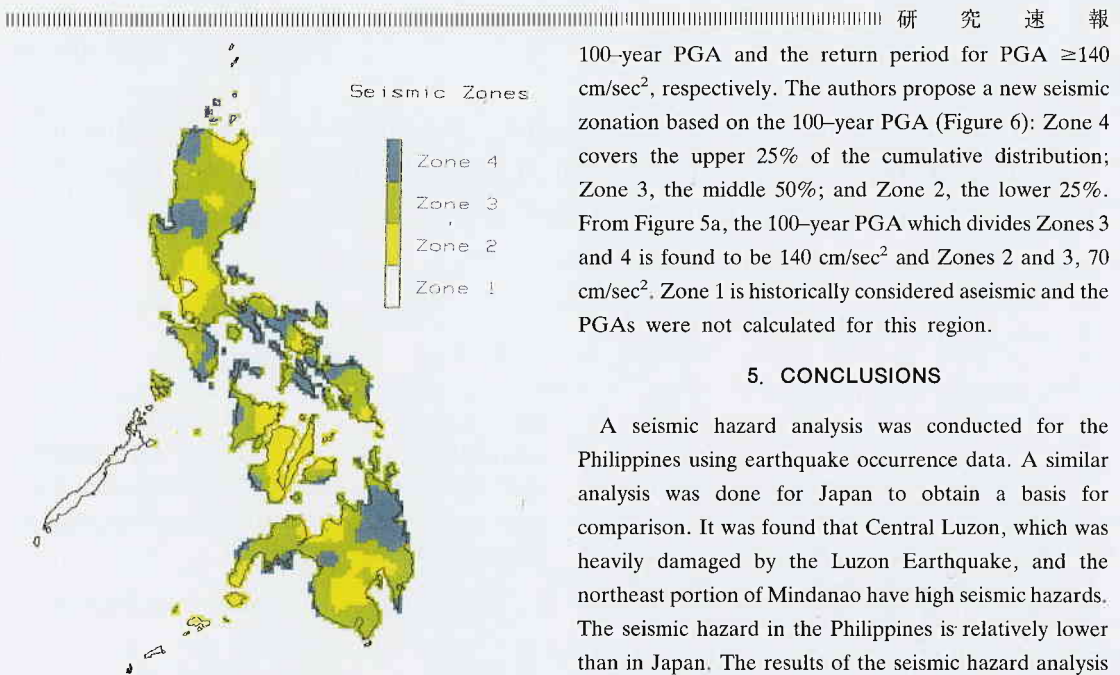 研 究 速 報
Seismic Zones
Zone 4
Zone 3
Zone 2
Zone 1
100–year PGA and the return period for PGA ≥140
cm/sec², respectively. The authors propose a new seismic
zonation based on the 100–year PGA (Figure 6): Zone 4
covers the upper 25% of the cumulative distribution;
Zone 3, the middle 50%; and Zone 2, the lower 25%.
From Figure 5a, the 100–year PGA which divides Zones 3
and 4 is found to be 140 cm/sec² and Zones 2 and 3, 70
cm/sec². Zone 1 is historically considered aseismic and the
PGAs were not calculated for this region.
5. CONCLUSIONS
A seismic hazard analysis was conducted for the
Philippines using earthquake occurrence data. A similar
analysis was done for Japan to obtain a basis for
comparison. It was found that Central Luzon, which was
heavily damaged by the Luzon Earthquake, and the
northeast portion of Mindanao have high seismic hazards.
The seismic hazard in the Philippines is relatively lower
than in Japan. The results of the seismic hazard analysis